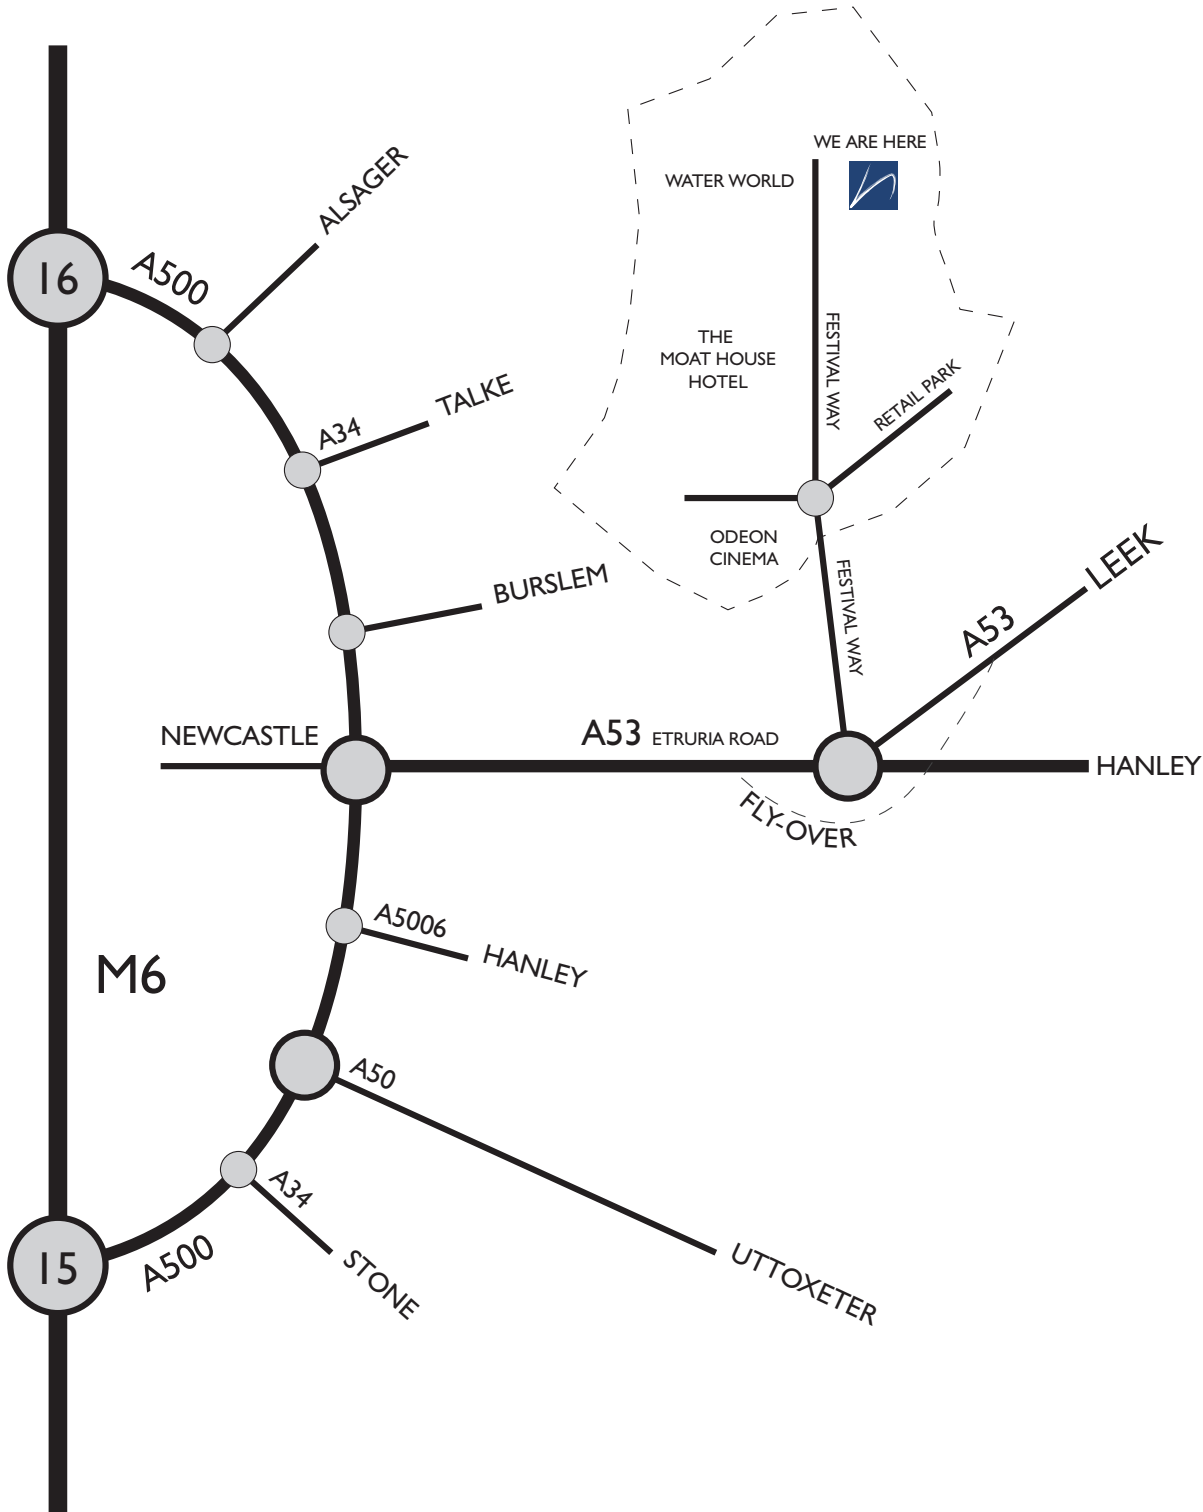 WE ARE HERE
WATER WORLD
ALSAGER
16
A500
THE
MOAT HOUSE
HOTEL
FESTIVAL WAY
RETAIL PARK
A34
TALKE
ODEON
CINEMA
BURSLEM
FESTIVAL WAY
A53
LEEK
NEWCASTLE
A53 ETRURIA ROAD
HANLEY
FLY-OVER
A5006
HANLEY
M6
A50
A34
15
A500
STONE
UTTOXETER